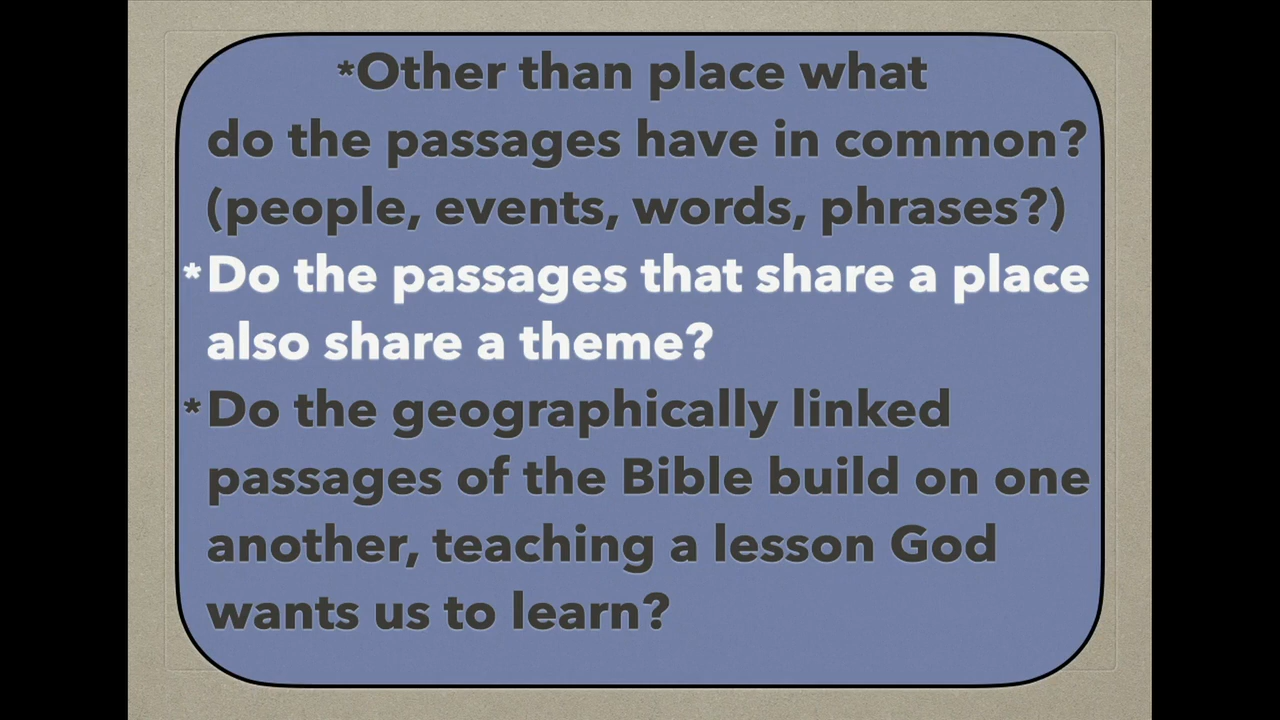 *Other than place what
do the passages have in common?
(people, events, words, phrases?)
*Do the passages that share a place
also share a theme?
*Do the geographically linked
passages of the Bible build on one
another, teaching a lesson God
wants us to learn?